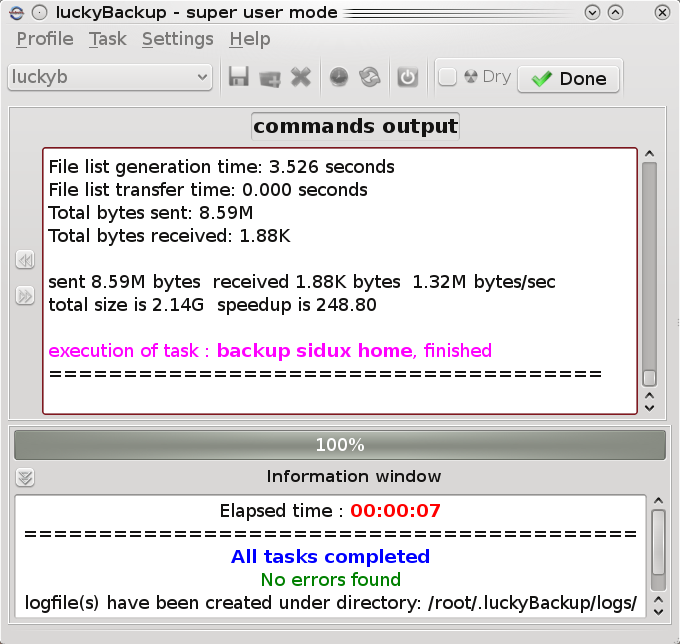 luckyBackup - super user mode
Profile Task Settings Help
luckyb Dry Done
commands output
File list generation time: 3.526 seconds
File list transfer time: 0.000 seconds
Total bytes sent: 8.59M
Total bytes received: 1.88K
sent 8.59M bytes  received 1.88K bytes  1.32M bytes/sec
total size is 2.14G  speedup is 248.80
execution of task : backup sidux home, finished
=====================================
100%
Information window
Elapsed time : 00:00:07
=========================================
All tasks completed
No errors found
logfile(s) have been created under directory: /root/.luckyBackup/logs/